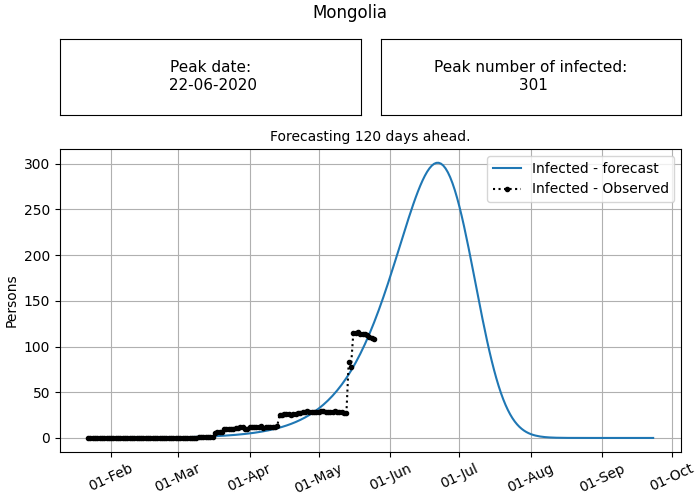 Mongolia
Peak date:
22-06-2020
Peak number of infected:
301
Forecasting 120 days ahead.
Infected - forecast
Infected - Observed
Persons
300
250
200
150
100
50
0
01-Feb
01-Mar
01-Apr
01-May
01-Jun
01-Jul
01-Aug
01-Sep
01-Oct